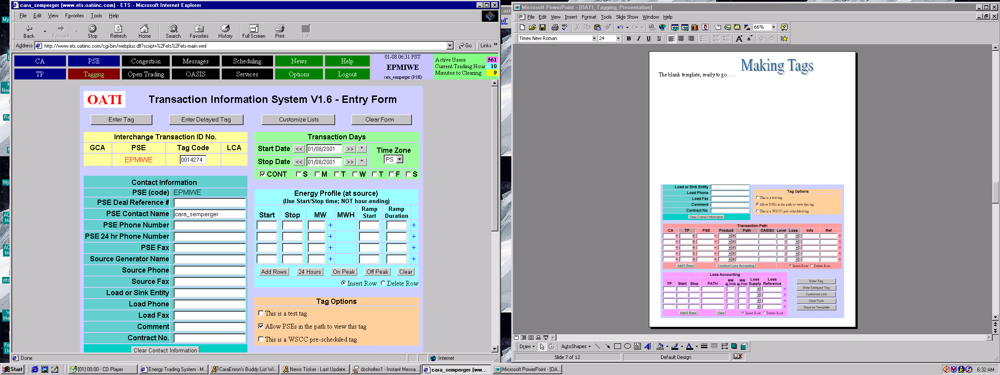 cara_semperger (www.ets.oatiinc.com) - ETS - Microsoft Internet Explorer
File Edit View Favorites Tools Help
Back Forward Stop Refresh Home Search Favorites History Full Screen Print Edit
Address http://www.ets.oatiinc.com/cgi-bin/webplus.dll?script=%2Fets%2Fets-main.wml Go Links »
CA PSE Congestion Messages Scheduling News Help
TP Tagging Open Trading OASIS Services Options Logout
01-08 06:31 PST
EPMIWE
cara_semperger (PSE)
Active Users 561
Current Trading Hour 10
Minutes to Clearing 9
OATI Transaction Information System V1.6 - Entry Form
Enter Tag Enter Delayed Tag Customize Lists Clear Form
Interchange Transaction ID No.
GCA PSE Tag Code LCA
EPMIWE 0014274
Contact Information
PSE (code) EPMIWE
PSE Deal Reference #
PSE Contact Name cara_semperger
PSE Phone Number
PSE 24 hr Phone Number
PSE Fax
Source Generator Name
Source Phone
Source Fax
Load or Sink Entity
Load Phone
Load Fax
Comment
Contract No.
Clear Contact Information
Transaction Days
Start Date << 01/08/2001 >> *
Stop Date << 01/08/2001 >> *
Time Zone
PS
CONT S M T W T F S
Energy Profile (at source)
(Use Start/Stop time; NOT hour-ending)
Start Stop MW MWH Ramp Start Ramp Duration
+ +
+ +
+ +
+ +
Add Rows 24 Hours On Peak Off Peak Clear
Insert Row Delete Row
Tag Options
This is a test tag
Allow PSEs in the path to view this tag
This is a WSCC pre-scheduled tag
Done Internet
Microsoft PowerPoint - [OATI_Tagging_Presentation]
File Edit View Insert Format Tools Slide Show Window Help
66%
Times New Roman 24 B I U S
Making Tags
The blank template, ready to go.....
Load or Sink Entity
Load Phone
Load Fax
Comment
Contract No.
Clear Contact Information
Tag Options
This is a test tag
Allow PSEs in the path to view this tag
This is a WSCC pre-scheduled tag
Transaction Path
CA TP PSE Product Path OASIS# Level Loss Info Ref
Add 5 Rows Construct Loss Accounting Insert Row Delete Row
Loss Accounting
TP Start Stop PATH MW @ POR MW @ POD Loss Supply Loss Reference
Add 5 Rows Clear Insert Row Delete Row
Enter Tag
Enter Delayed Tag
Customize Lists
Clear Form
Save as Template
Draw AutoShapes
Slide 7 of 12 Default Design
Start [01] 00:00 - CD Player Energy Trading System - M... CaraEnron's Buddy List Wi... News Ticker - Last Update... dscholtes1 - Instant Messa... cara_semperger (ww... Microsoft PowerPoint - [OA... 6:32 AM